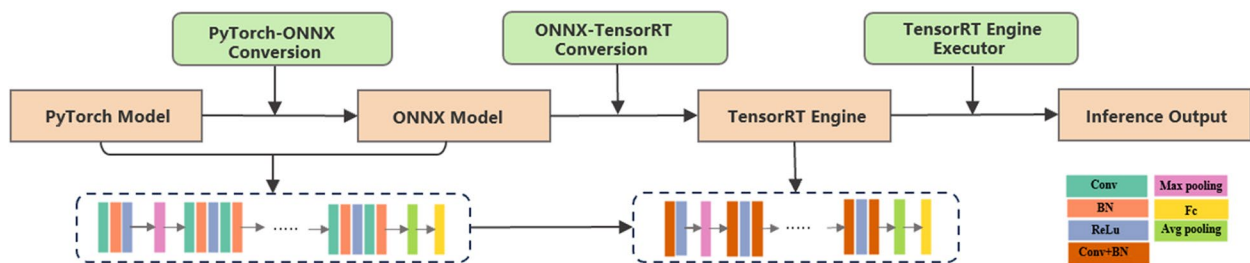 PyTorch-ONNX
Conversion
ONNX-TensorRT
Conversion
TensorRT Engine
Executor
PyTorch Model
ONNX Model
TensorRT Engine
Inference Output
Conv
Max pooling
BN
Fc
ReLu
Avg pooling
Conv+BN
......
......